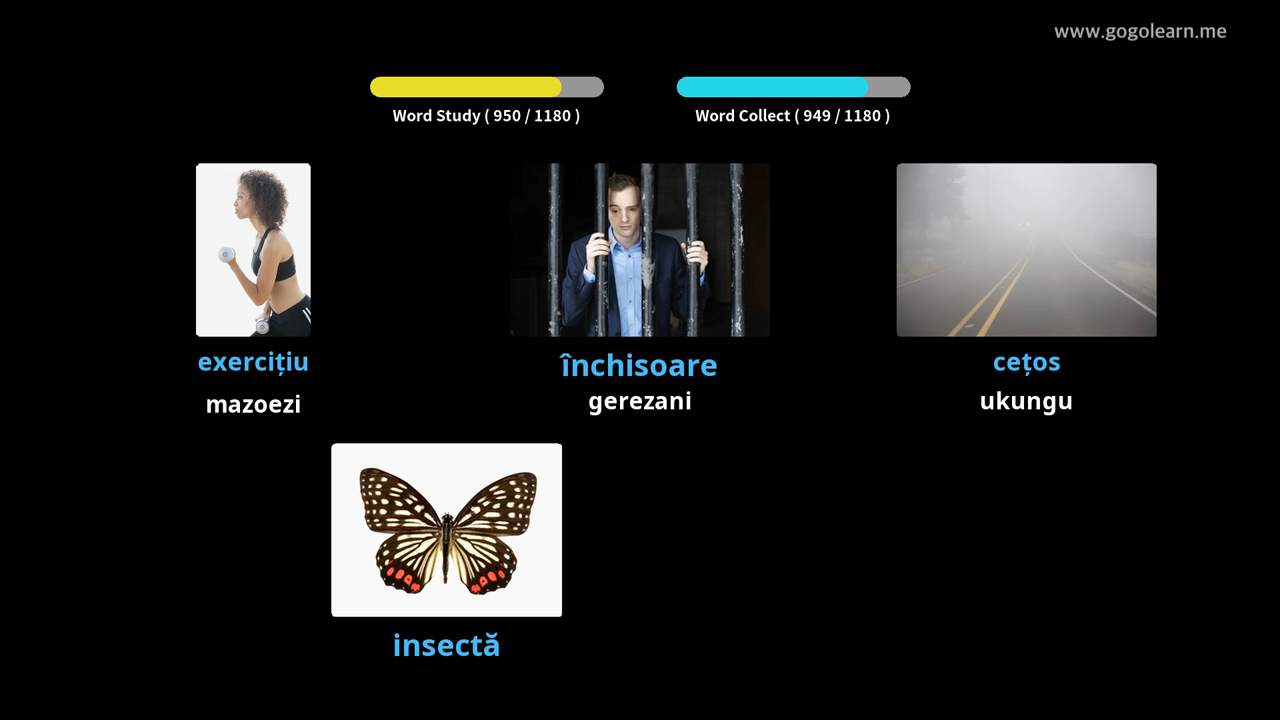 www.gogolearn.me
Word Study ( 950 / 1180 )
Word Collect ( 949 / 1180 )
exercițiu
mazoezi
închisoare
gerezani
cețos
ukungu
insectă